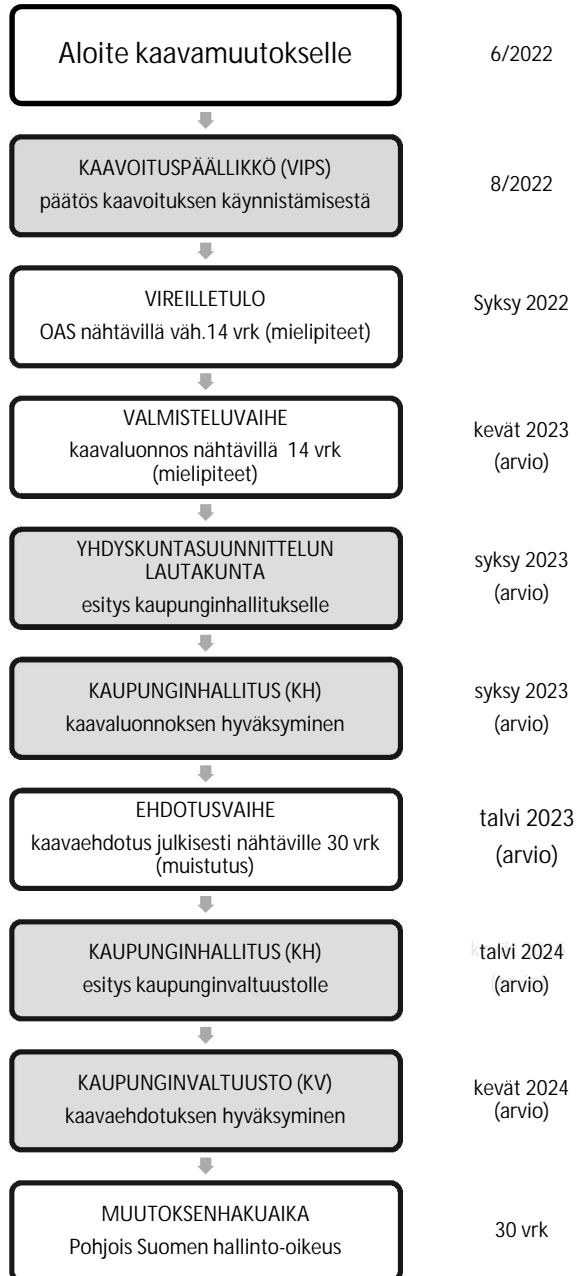 Aloite kaavamuutokselle
6/2022
KAAVOITUSPÄÄLLIKKÖ (VIPS)
päätös kaavoituksen käynnistämisestä
8/2022
VIREILLETULO
OAS nähtävillä väh.14 vrk (mielipiteet)
Syksy 2022
VALMISTELUVAIHE
kaavaluonnos nähtävillä 14 vrk
(mielipiteet)
kevät 2023
(arvio)
YHDYSKUNTASUUNNITTELUN
LAUTAKUNTA
esitys kaupunginhallitukselle
syksy 2023
(arvio)
KAUPUNGINHALLITUS (KH)
kaavaluonnoksen hyväksyminen
syksy 2023
(arvio)
EHDOTUSVAIHE
kaavaehdotus julkisesti nähtäville 30 vrk
(muistutus)
talvi 2023
(arvio)
KAUPUNGINHALLITUS (KH)
esitys kaupunginvaltuustolle
talvi 2024
(arvio)
KAUPUNGINVALTUUSTO (KV)
kaavaehdotuksen hyväksyminen
kevät 2024
(arvio)
MUUTOKSENHAKUAIKA
Pohjois Suomen hallinto-oikeus
30 vrk